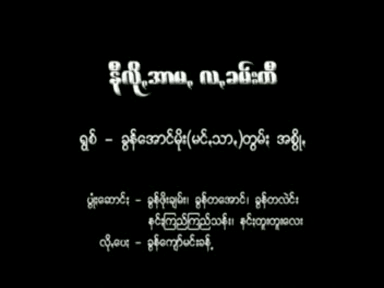 နီလိုꩻအာမꩻ လꩻခမ်းတီ
ရွစ် – ခွန်အောင်မိုး(မင်ꩻသာꩻ)တွမ်ႏ အစွိုꩻ
ပျွံႏဆောင်ႏ – ခွန်ဖိုးချမ်း၊ ခွန်တအောင်၊ ခွန်တလဲင်း
နင်းကြည်ကြည်သန်း၊ နင်ႏတူးတူးလေး
လိုꩻပေႏ – ခွန်ကျော်မင်းခန့်